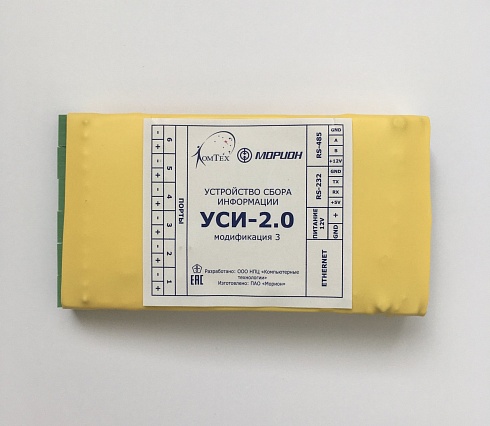 КомТех
МОРИОН
УСТРОЙСТВО СБОРА
ИНФОРМАЦИИ
УСИ-2.0
модификация 3
EAC
Разработано: ООО НПЦ «Компьютерные
технологии»
Изготовлено: ПАО «Морион»
ПОРТЫ
6
5
4
3
2
1
+ -
+ -
+ -
+ -
+ -
+ -
RS-485
GND
A
B
+12V
RS-232
GND
TX
RX
+5V
ПИТАНИЕ
12V
+
GND
ETHERNET